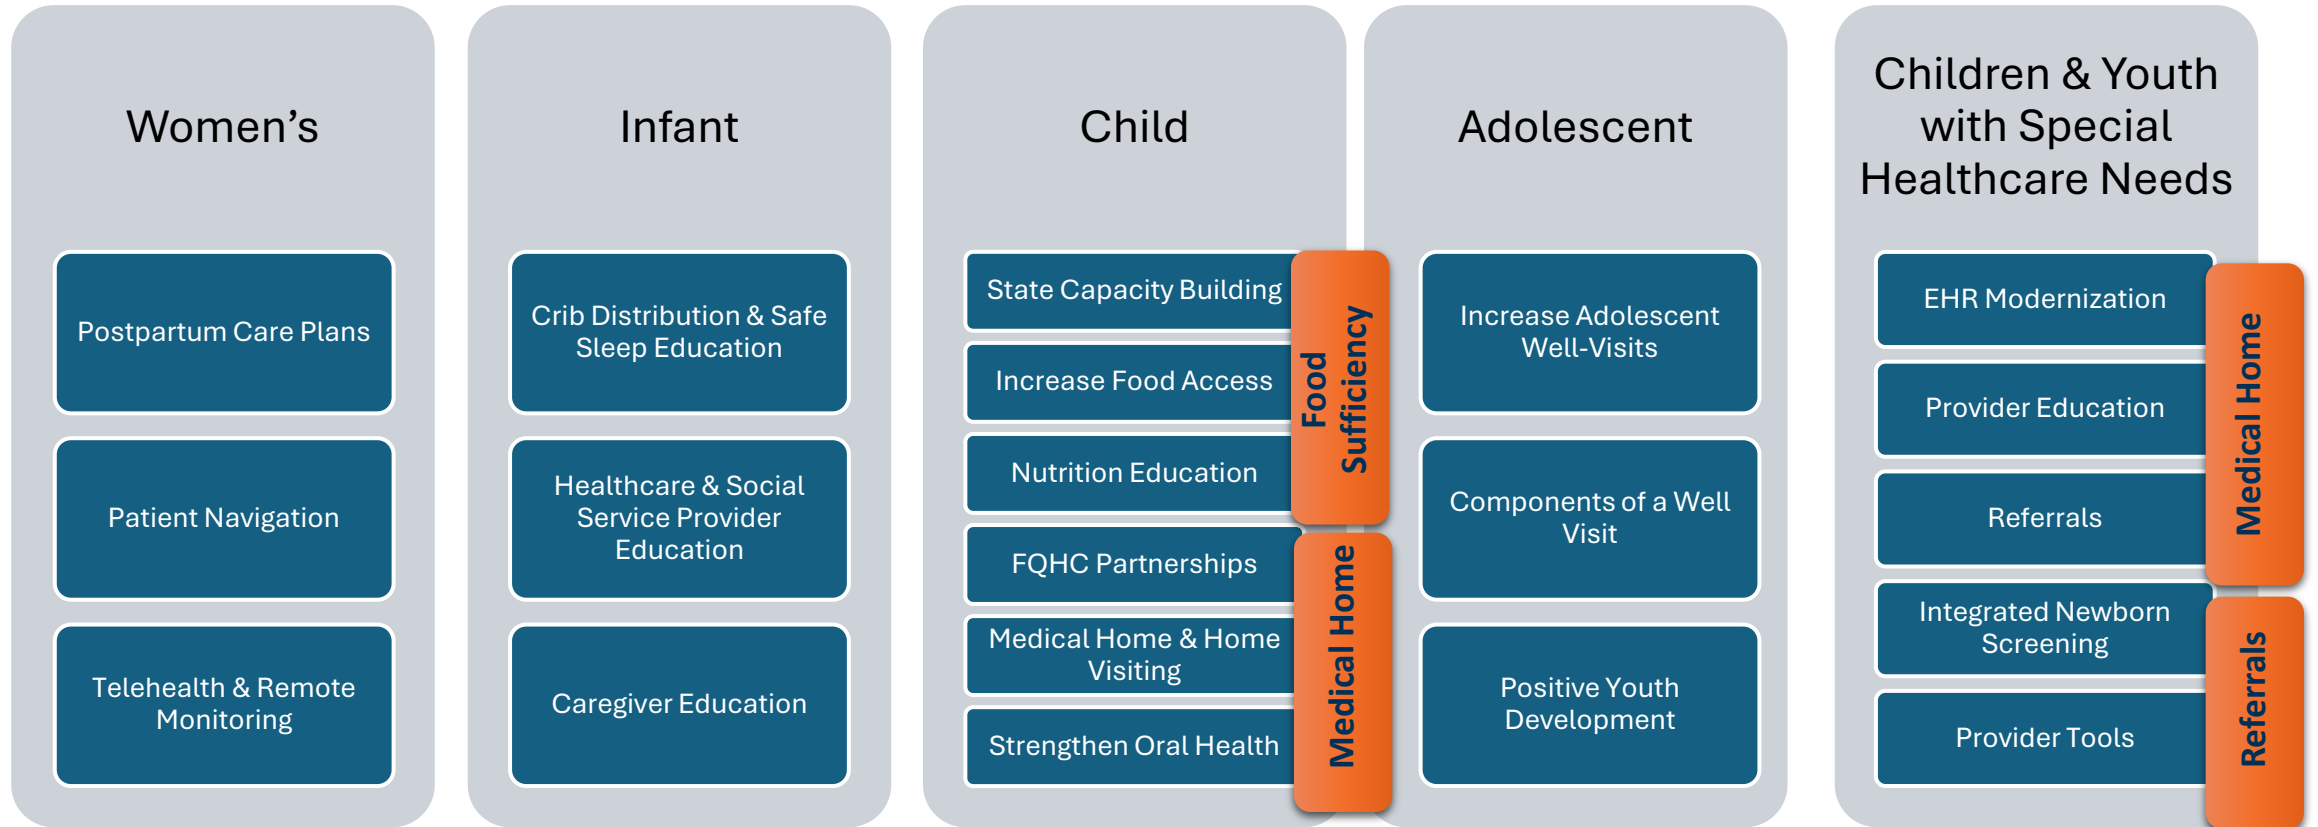 Women’s
Postpartum Care Plans
Patient Navigation
Telehealth & Remote
Monitoring
Infant
Crib Distribution & Safe
Sleep Education
Healthcare & Social
Service Provider
Education
Caregiver Education
Child
State Capacity Building
Increase Food Access
Nutrition Education
FQHC Partnerships
Medical Home & Home
Visiting
Strengthen Oral Health
Food
Sufficiency
Medical Home
Adolescent
Increase Adolescent
Well-Visits
Components of a Well
Visit
Positive Youth
Development
Children & Youth
with Special
Healthcare Needs
EHR Modernization
Provider Education
Referrals
Integrated Newborn
Screening
Provider Tools
Medical Home
Referrals